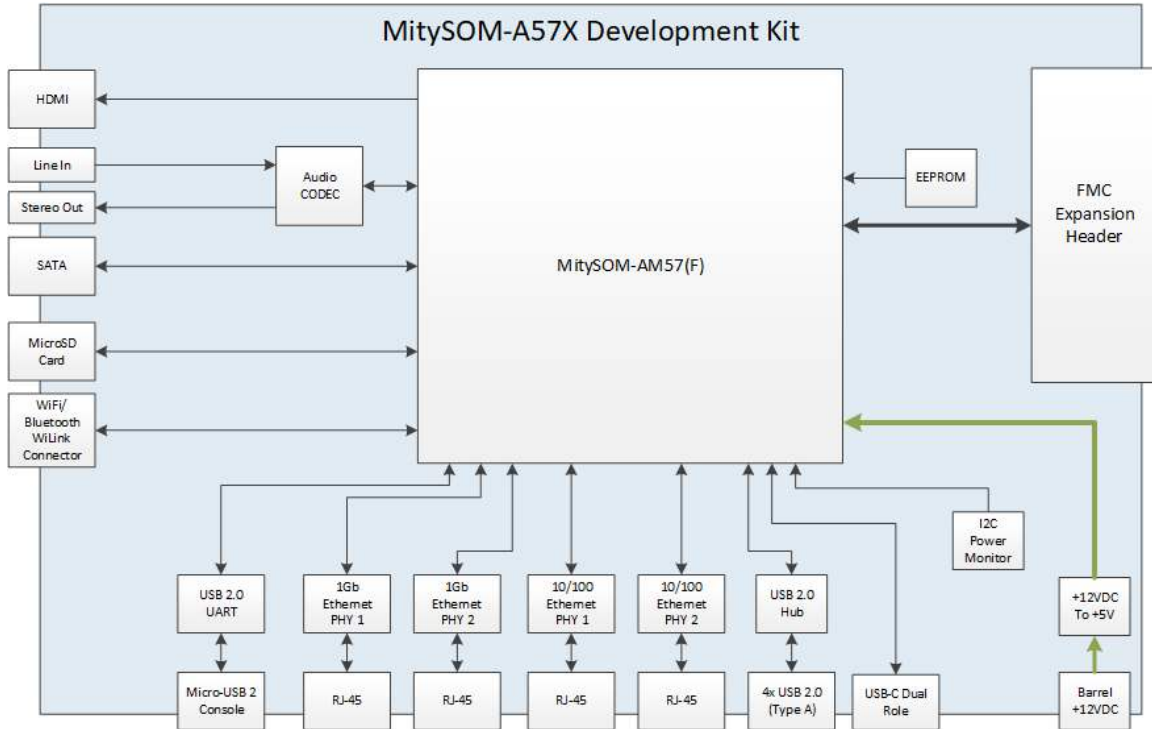 MitySOM-A57X Development Kit
HDMI
Line In
Stereo Out
Audio
CODEC
SATA
MicroSD
Card
WiFi/
Bluetooth
WiLink
Connector
MitySOM-AM57(F)
EEPROM
FMC
Expansion
Header
I2C
Power
Monitor
+12VDC
To +5V
Barrel
+12VDC
USB 2.0
UART
1Gb
Ethernet
PHY 1
1Gb
Ethernet
PHY 2
10/100
Ethernet
PHY 1
10/100
Ethernet
PHY 2
USB 2.0
Hub
Micro-USB 2
Console
RJ-45
RJ-45
RJ-45
RJ-45
4x USB 2.0
(Type A)
USB-C Dual
Role